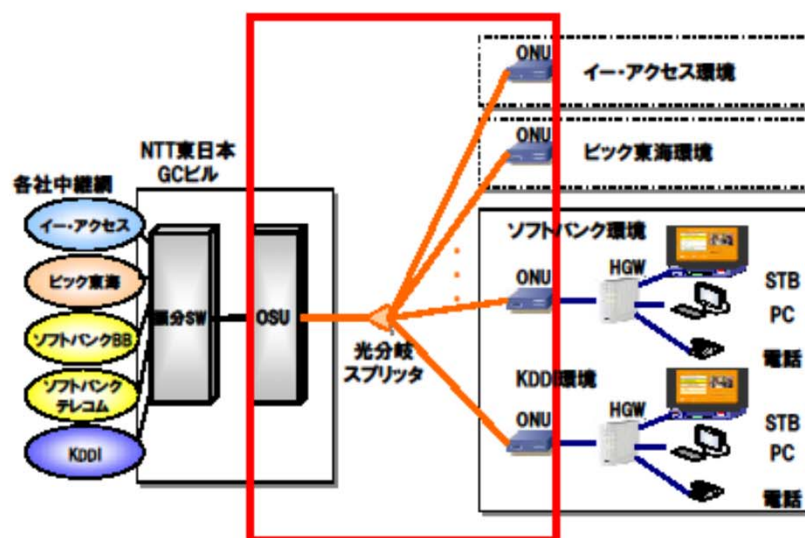 各社中継網
イー・アクセス
ビック東海
ソフトバンクBB
ソフトバンク
テレコム
KDDI
NTT東日本
GCビル
振分SW
OSU
光分岐
スプリッタ
ONU
イー・アクセス環境
ONU
ビック東海環境
ソフトバンク環境
ONU
HGW
STB
PC
電話
KDDI環境
ONU
HGW
STB
PC
電話